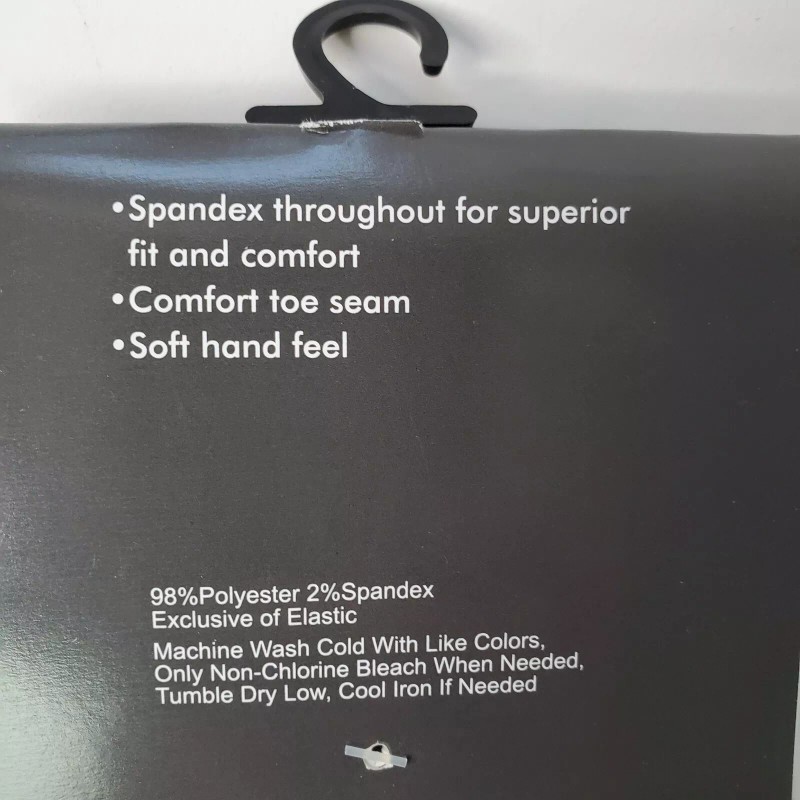 •Spandex throughout for superior
fit and comfort
•Comfort toe seam
•Soft hand feel
98%Polyester 2%Spandex
Exclusive of Elastic
Machine Wash Cold With Like Colors,
Only Non-Chlorine Bleach When Needed,
Tumble Dry Low, Cool Iron If Needed